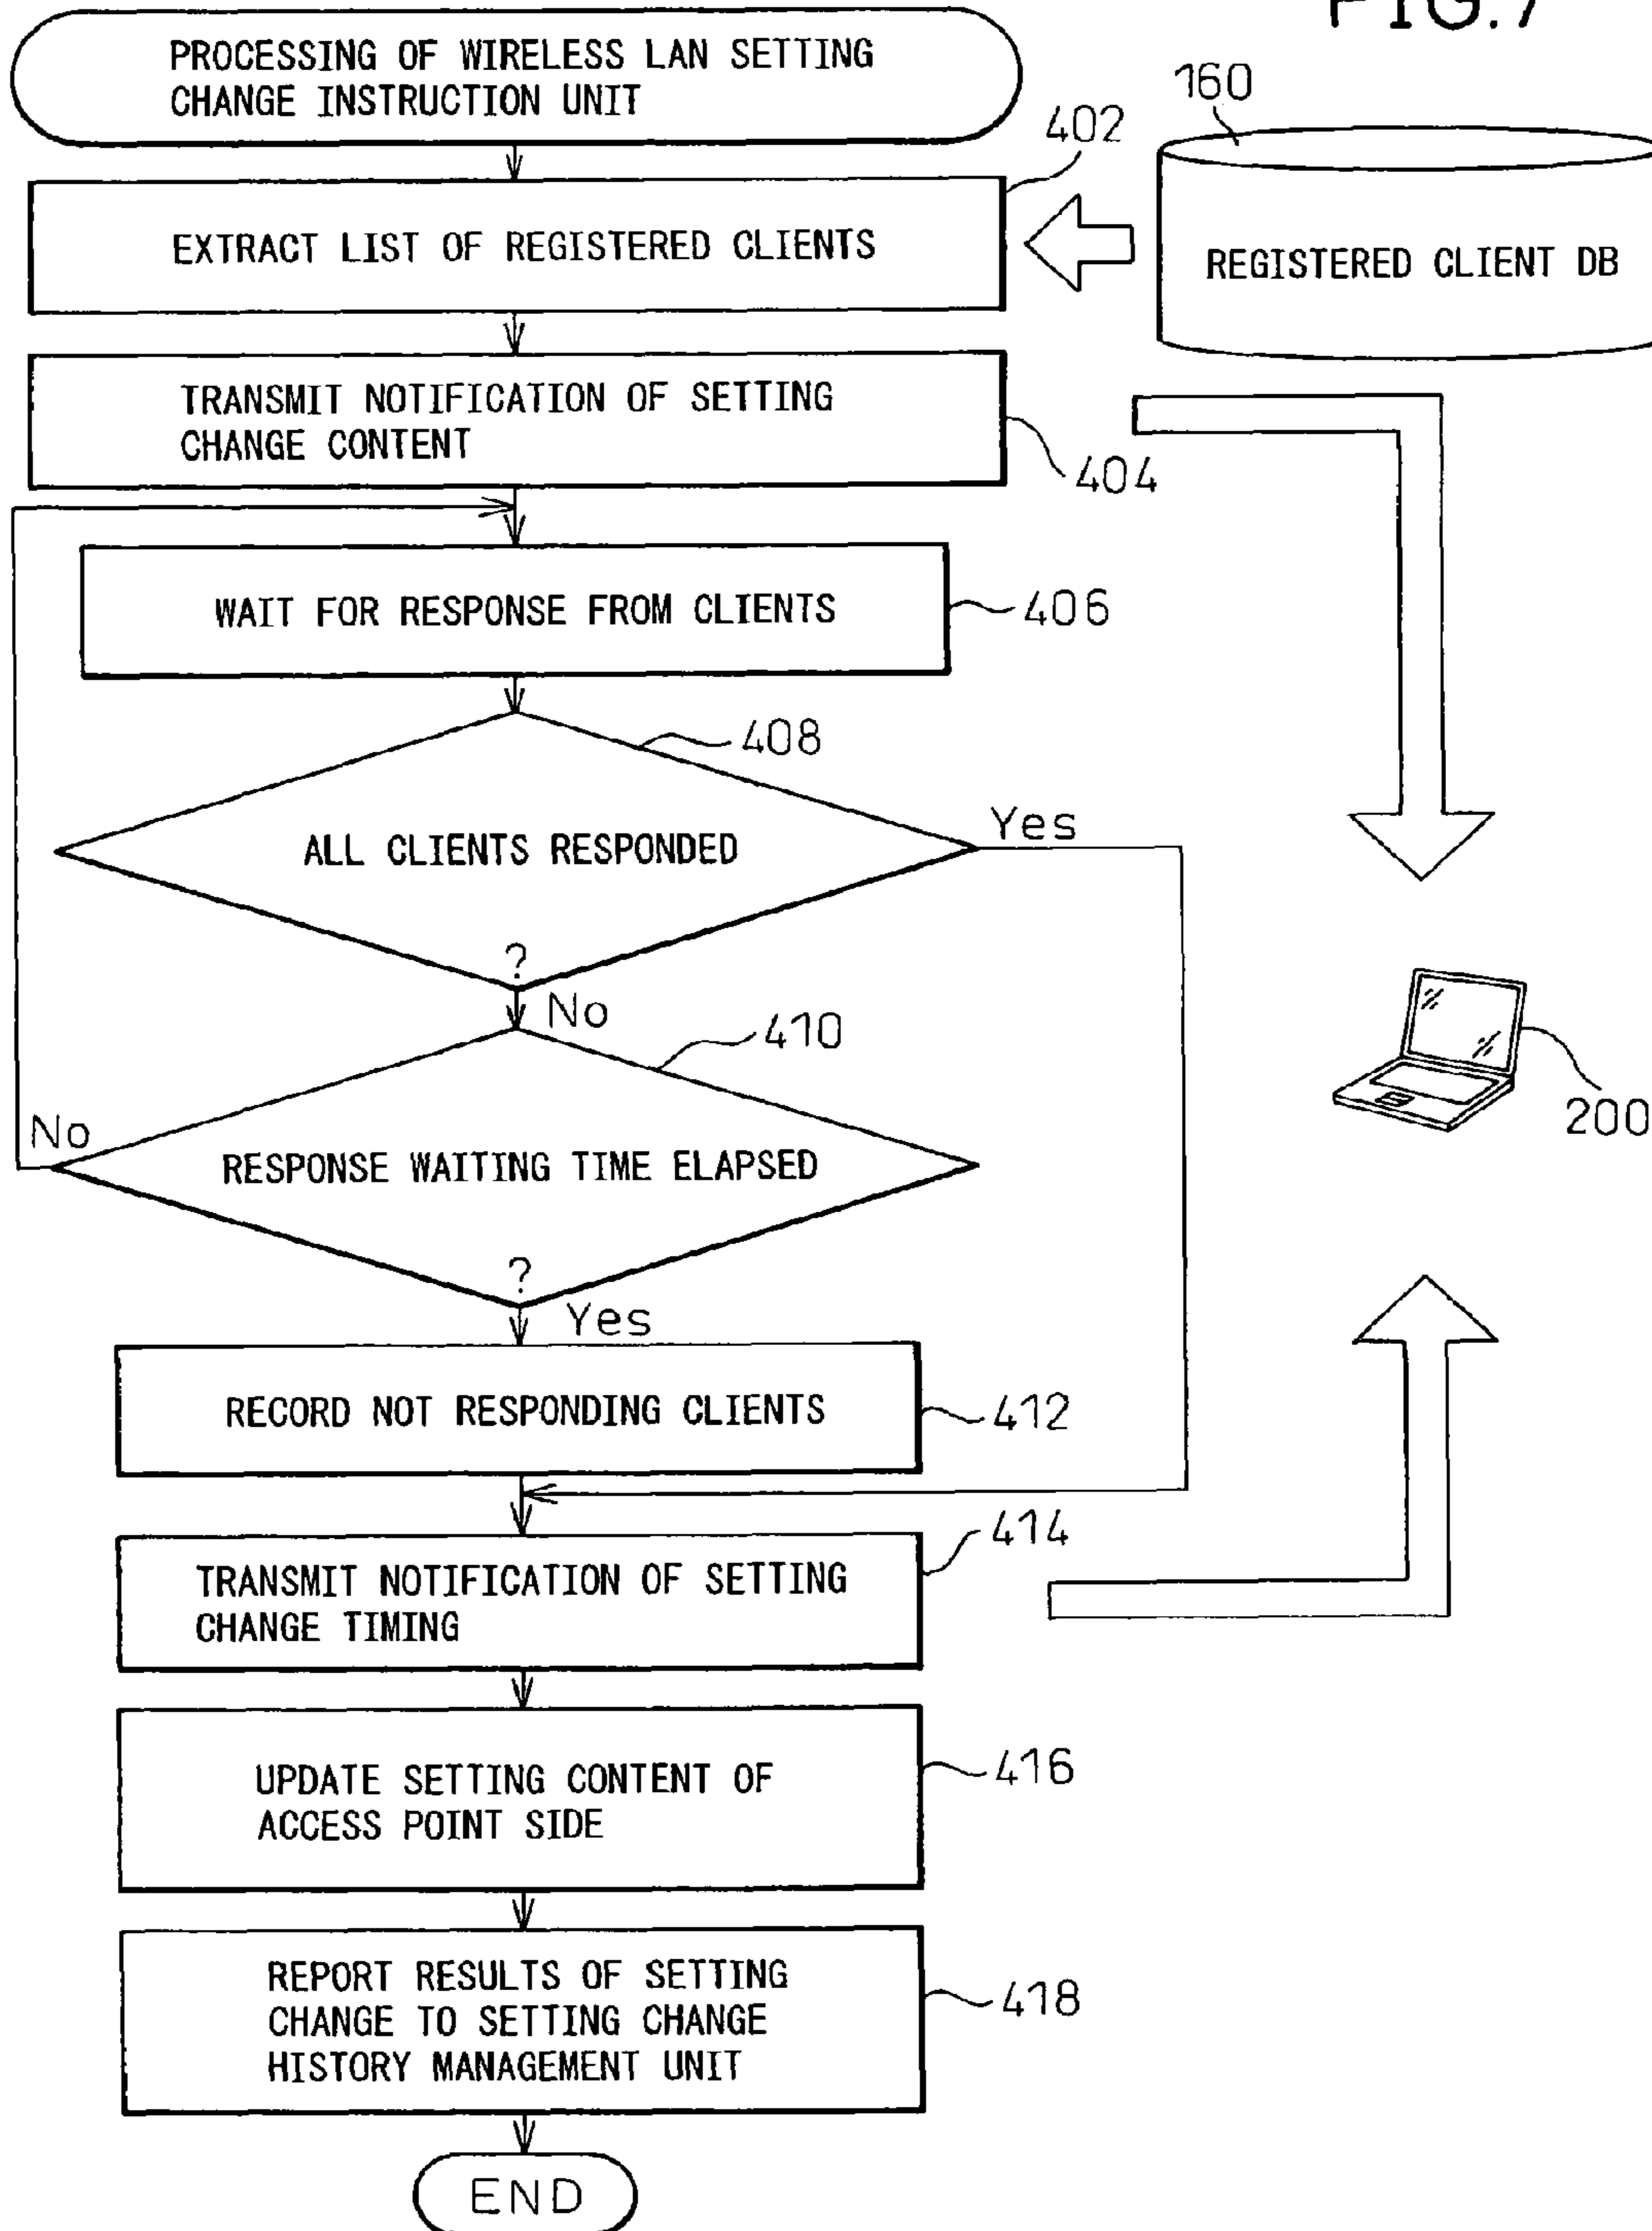 FIG.7
PROCESSING OF WIRELESS LAN SETTING
CHANGE INSTRUCTION UNIT
160
402
EXTRACT LIST OF REGISTERED CLIENTS
REGISTERED CLIENT DB
TRANSMIT NOTIFICATION OF SETTING
CHANGE CONTENT
404
WAIT FOR RESPONSE FROM CLIENTS
406
408
ALL CLIENTS RESPONDED
?
Yes
No
410
RESPONSE WAITING TIME ELAPSED
?
No
Yes
200
RECORD NOT RESPONDING CLIENTS
412
414
TRANSMIT NOTIFICATION OF SETTING
CHANGE TIMING
UPDATE SETTING CONTENT OF
ACCESS POINT SIDE
416
REPORT RESULTS OF SETTING
CHANGE TO SETTING CHANGE
HISTORY MANAGEMENT UNIT
418
END